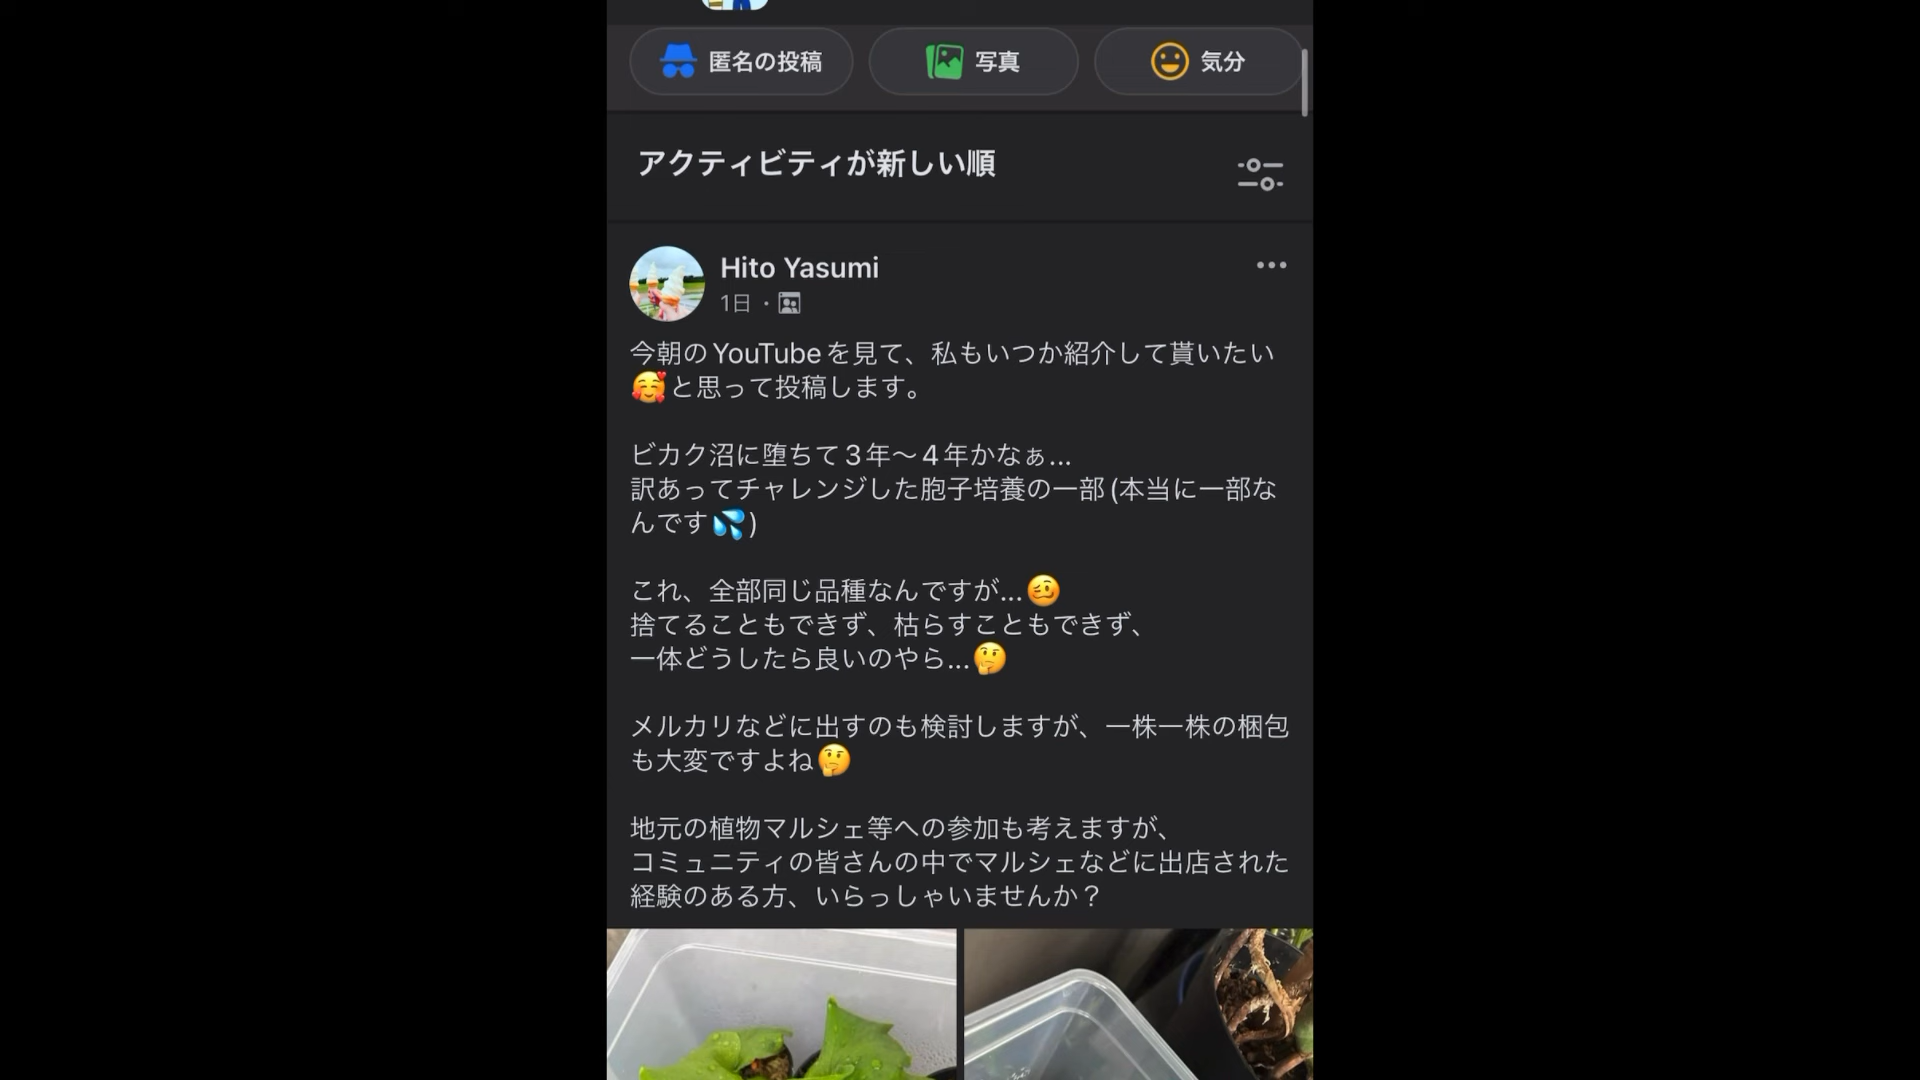 匿名の投稿
写真
気分
アクティビティが新しい順
Hito Yasumi
1日
今朝のYouTubeを見て、私もいつか紹介して貰いたい
🥰と思って投稿します。
ビカク沼に堕ちて3年〜4年かなぁ...
訳あってチャレンジした胞子培養の一部(本当に一部な
んです💦)
これ、全部同じ品種なんですが...🥴
捨てることもできず、枯らすこともできず、
一体どうしたら良いのやら...🤔
メルカリなどに出すのも検討しますが、一株一株の梱包
も大変ですよね🤔
地元の植物マルシェ等への参加も考えますが、
コミュニティの皆さんの中でマルシェなどに出店された
経験のある方、いらっしゃいませんか？